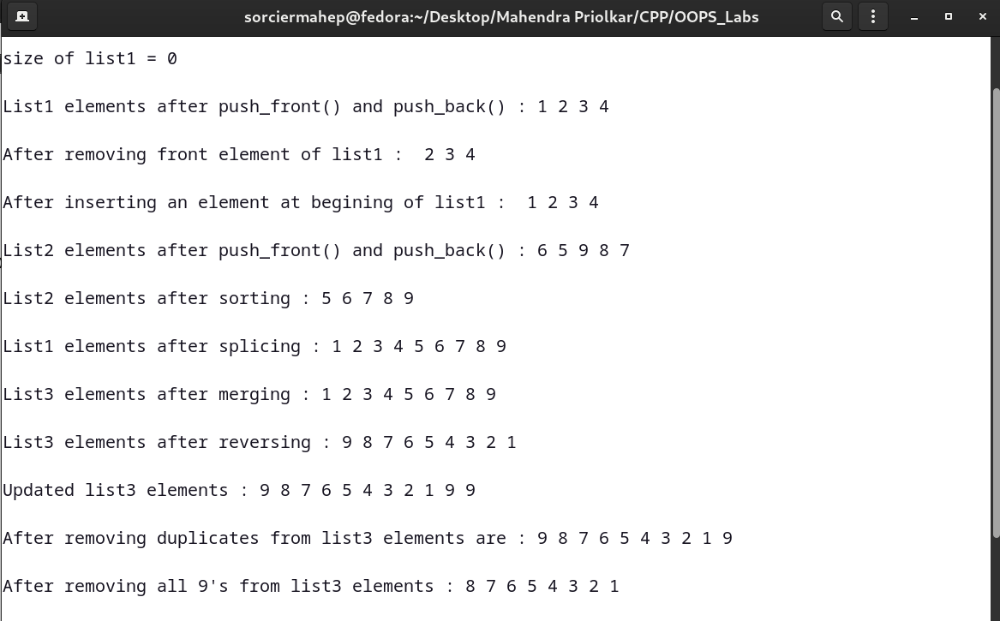 sorciermahep@fedora:~/Desktop/Mahendra Priolkar/CPP/OOPS_Labs
size of list1 = 0
List1 elements after push_front() and push_back() : 1 2 3 4
After removing front element of list1 :  2 3 4
After inserting an element at begining of list1 :  1 2 3 4
List2 elements after push_front() and push_back() : 6 5 9 8 7
List2 elements after sorting : 5 6 7 8 9
List1 elements after splicing : 1 2 3 4 5 6 7 8 9
List3 elements after merging : 1 2 3 4 5 6 7 8 9
List3 elements after reversing : 9 8 7 6 5 4 3 2 1
Updated list3 elements : 9 8 7 6 5 4 3 2 1 9 9
After removing duplicates from list3 elements are : 9 8 7 6 5 4 3 2 1 9
After removing all 9's from list3 elements : 8 7 6 5 4 3 2 1